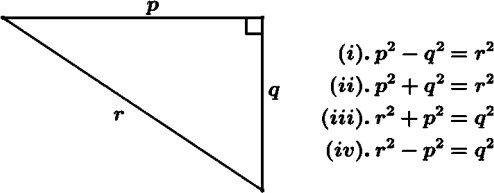 p
q
r
(i). p² − q² = r²
(ii). p² + q² = r²
(iii). r² + p² = q²
(iv). r² − p² = q²